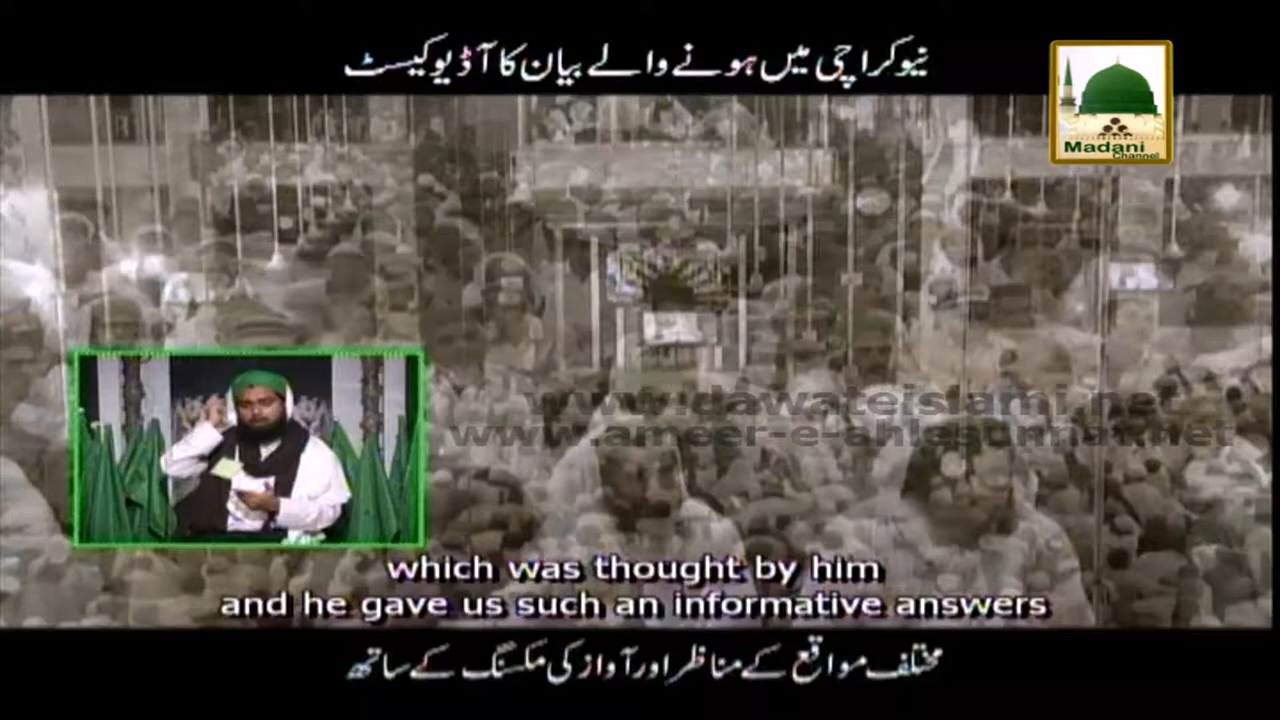 نیو کراچی میں ہونے والے بیان کا آڈیو کیسٹ
Madani
Channel
www.dawateislami.net
www.ameer-e-ahlesunnat.net
which was thought by him
and he gave us such an informative answers
مختلف مواقع کے مناظر اور آواز کی مکسنگ کے ساتھ